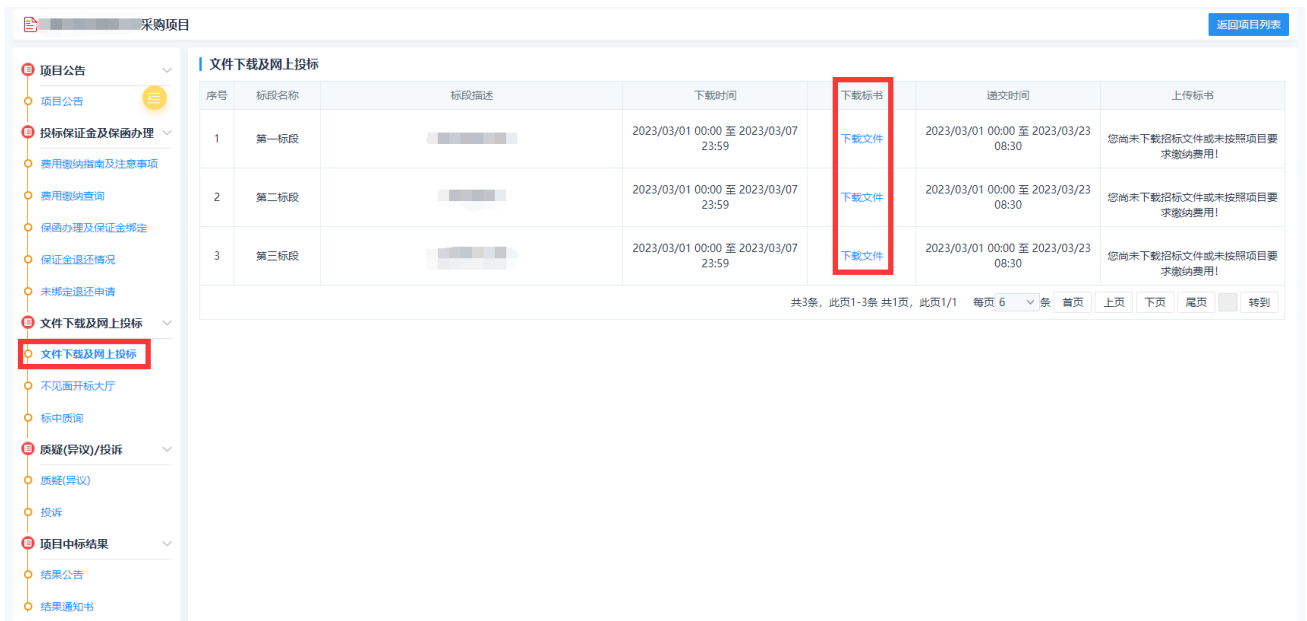 采购项目
返回项目列表
项目公告
项目公告
投标保证金及保函办理
费用缴纳指南及注意事项
费用缴纳查询
保函办理及保证金绑定
保证金退还情况
未绑定退还申请
文件下载及网上投标
文件下载及网上投标
不见面开标大厅
标中质询
质疑(异议)/投诉
质疑(异议)
投诉
项目中标结果
结果公告
结果通知书
文件下载及网上投标
序号 标段名称 标段描述 下载时间 下载标书 递交时间 上传标书
1 第一标段 2023/03/01 00:00 至 2023/03/07 下载文件 2023/03/01 00:00 至 2023/03/23 您尚未下载招标文件或未按照项目要
23:59 08:30 求缴纳费用!
2 第二标段 2023/03/01 00:00 至 2023/03/07 下载文件 2023/03/01 00:00 至 2023/03/23 您尚未下载招标文件或未按照项目要
23:59 08:30 求缴纳费用!
3 第三标段 2023/03/01 00:00 至 2023/03/07 下载文件 2023/03/01 00:00 至 2023/03/23 您尚未下载招标文件或未按照项目要
23:59 08:30 求缴纳费用!
共3条，此页1-3条 共1页，此页1/1 每页 6 条 首页 上页 下页 尾页 转到